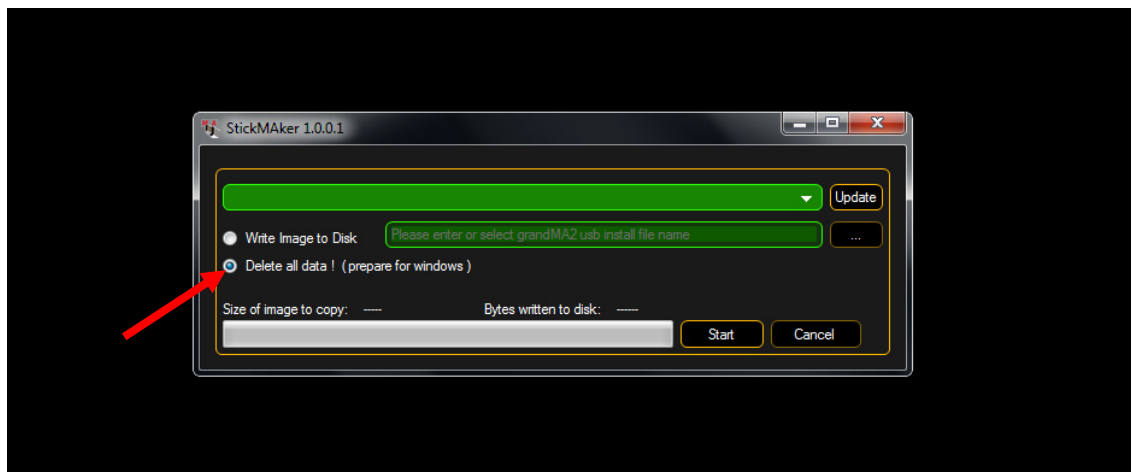 StickMAker 1.0.0.1
Update
Write Image to Disk Please enter or select grandMA2 usb install file name ...
Delete all data ! ( prepare for windows )
Size of image to copy: ---- Bytes written to disk: -----
Start Cancel